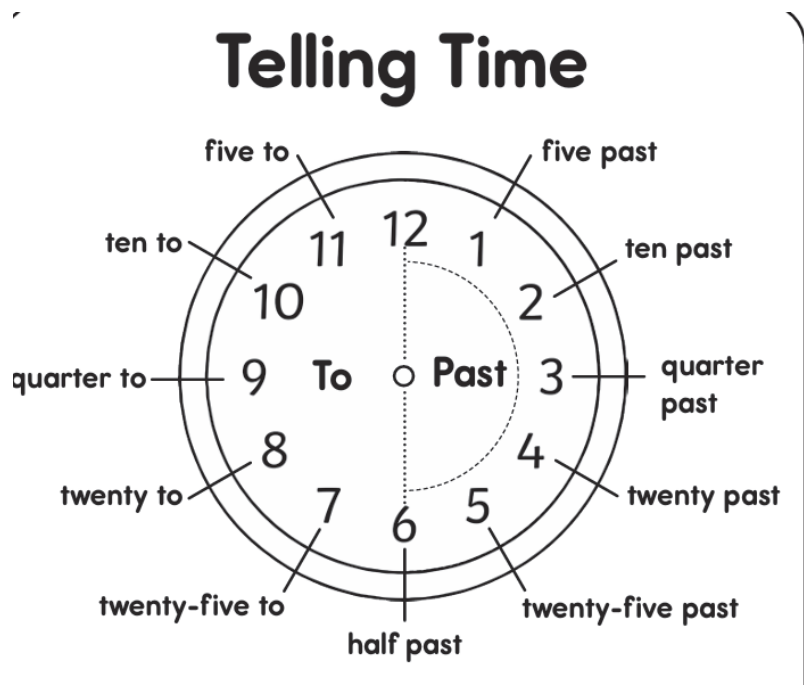 Telling Time
five to
five past
12
11
1
ten to
ten past
10
2
quarter to
9
To
Past
3
quarter
past
8
4
twenty to
twenty past
7
5
6
twenty-five to
twenty-five past
half past